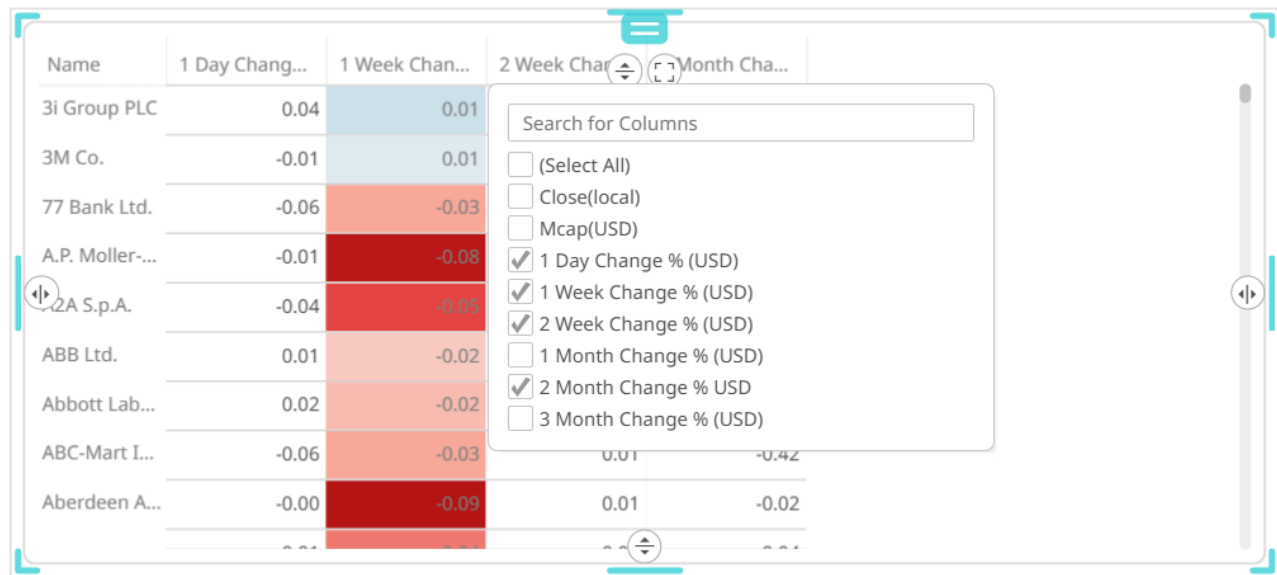 Name 1 Day Chang... 1 Week Chan... 2 Week Chan Month Cha...
3i Group PLC 0.04 0.01
Search for Columns
3M Co. -0.01 0.01
(Select All)
Close(local)
77 Bank Ltd. -0.06 -0.03
Mcap(USD)
A.P. Moller-... -0.01 -0.08
1 Day Change % (USD)
1 Week Change % (USD)
A2A S.p.A. -0.04 -0.05
2 Week Change % (USD)
ABB Ltd. 0.01 -0.02
1 Month Change % (USD)
2 Month Change % USD
Abbott Lab... 0.02 -0.02
3 Month Change % (USD)
ABC-Mart I... -0.06 -0.03 0.01 -0.42
Aberdeen A... -0.00 -0.09 0.01 -0.02